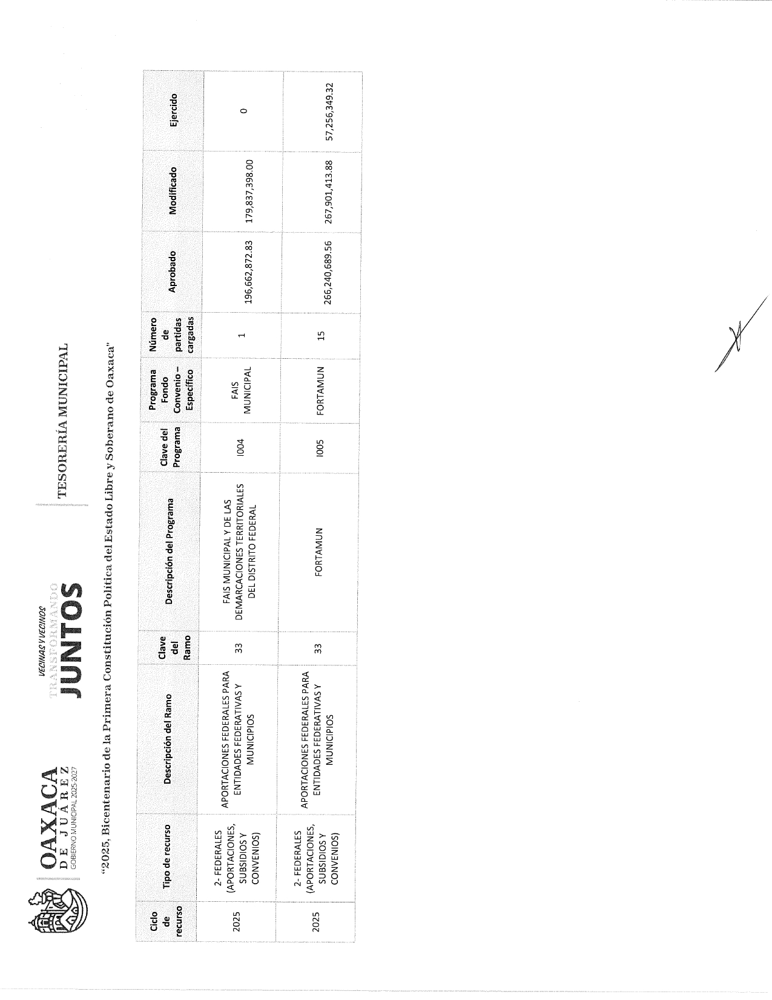 OAXACA
DE JUÁREZ
GOBIERNO MUNICIPAL 2025-2027
VECINAS Y VECINOS
TRANSFORMANDO
JUNTOS
TESORERÍA MUNICIPAL
“2025, Bicentenario de la Primera Constitución Política del Estado Libre y Soberano de Oaxaca"
Ciclo
de
recurso
Tipo de recurso
Descripción del Ramo
Clave
del
Ramo
Descripción del Programa
Clave del
Programa
Programa
Fondo
Convenio –
Específico
Número
de
partidas
cargadas
Aprobado
Modificado
Ejercido
2025
2- FEDERALES
(APORTACIONES,
SUBSIDIOS Y
CONVENIOS)
APORTACIONES FEDERALES PARA
ENTIDADES FEDERATIVAS Y
MUNICIPIOS
33
FAIS MUNICIPAL Y DE LAS
DEMARCACIONES TERRITORIALES
DEL DISTRITO FEDERAL
I004
FAIS
MUNICIPAL
1
196,662,872.83
179,837,398.00
0
2025
2- FEDERALES
(APORTACIONES,
SUBSIDIOS Y
CONVENIOS)
APORTACIONES FEDERALES PARA
ENTIDADES FEDERATIVAS Y
MUNICIPIOS
33
FORTAMUN
I005
FORTAMUN
15
266,240,689.56
267,901,413.88
57,256,349.32